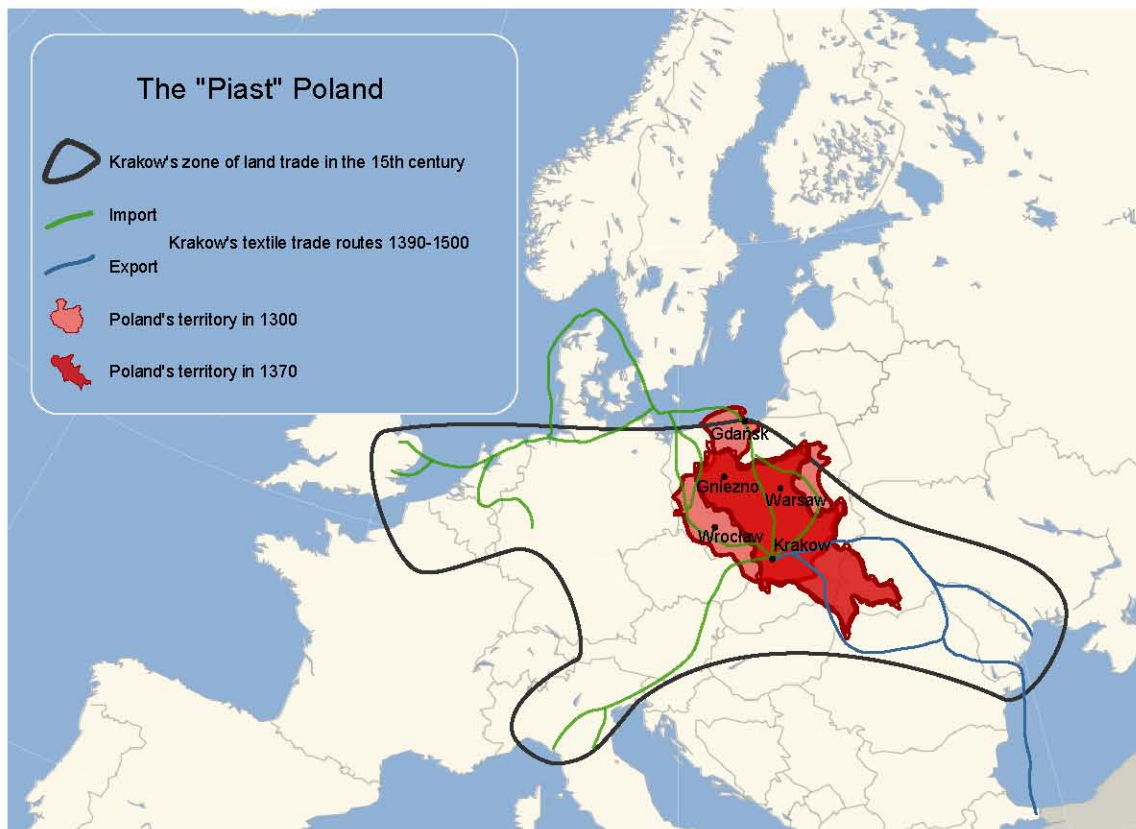 The "Piast" Poland
Krakow's zone of land trade in the 15th century
Import
Krakow's textile trade routes 1390-1500
Export
Poland's territory in 1300
Poland's territory in 1370
Gdańsk
Gniezno
Warsaw
Wrocław
Krakow